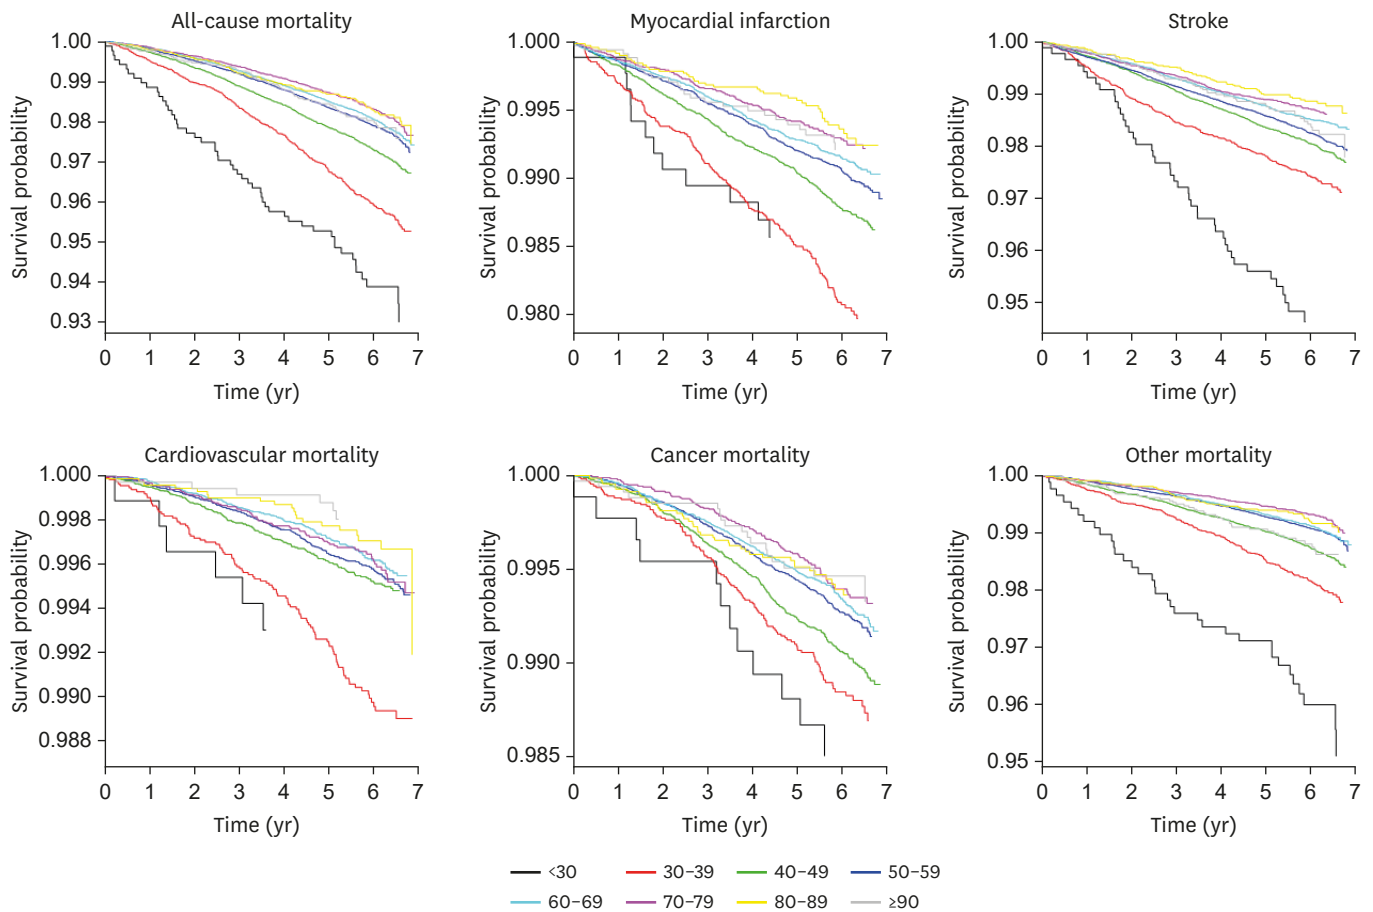 All-cause mortality
Myocardial infarction
Stroke
Survival probability
1.00
0.99
0.98
0.97
0.96
0.95
0.94
0.93
0 1 2 3 4 5 6 7
Time (yr)
Survival probability
1.000
0.995
0.990
0.985
0.980
0 1 2 3 4 5 6 7
Time (yr)
Survival probability
1.00
0.99
0.98
0.97
0.96
0.95
0 1 2 3 4 5 6 7
Time (yr)
Cardiovascular mortality
Cancer mortality
Other mortality
Survival probability
1.000
0.998
0.996
0.994
0.992
0.990
0.988
0 1 2 3 4 5 6 7
Time (yr)
Survival probability
1.000
0.995
0.990
0.985
0 1 2 3 4 5 6 7
Time (yr)
Survival probability
1.00
0.99
0.98
0.97
0.96
0.95
0 1 2 3 4 5 6 7
Time (yr)
<30 30–39 40–49 50–59
60–69 70–79 80–89 ≥90